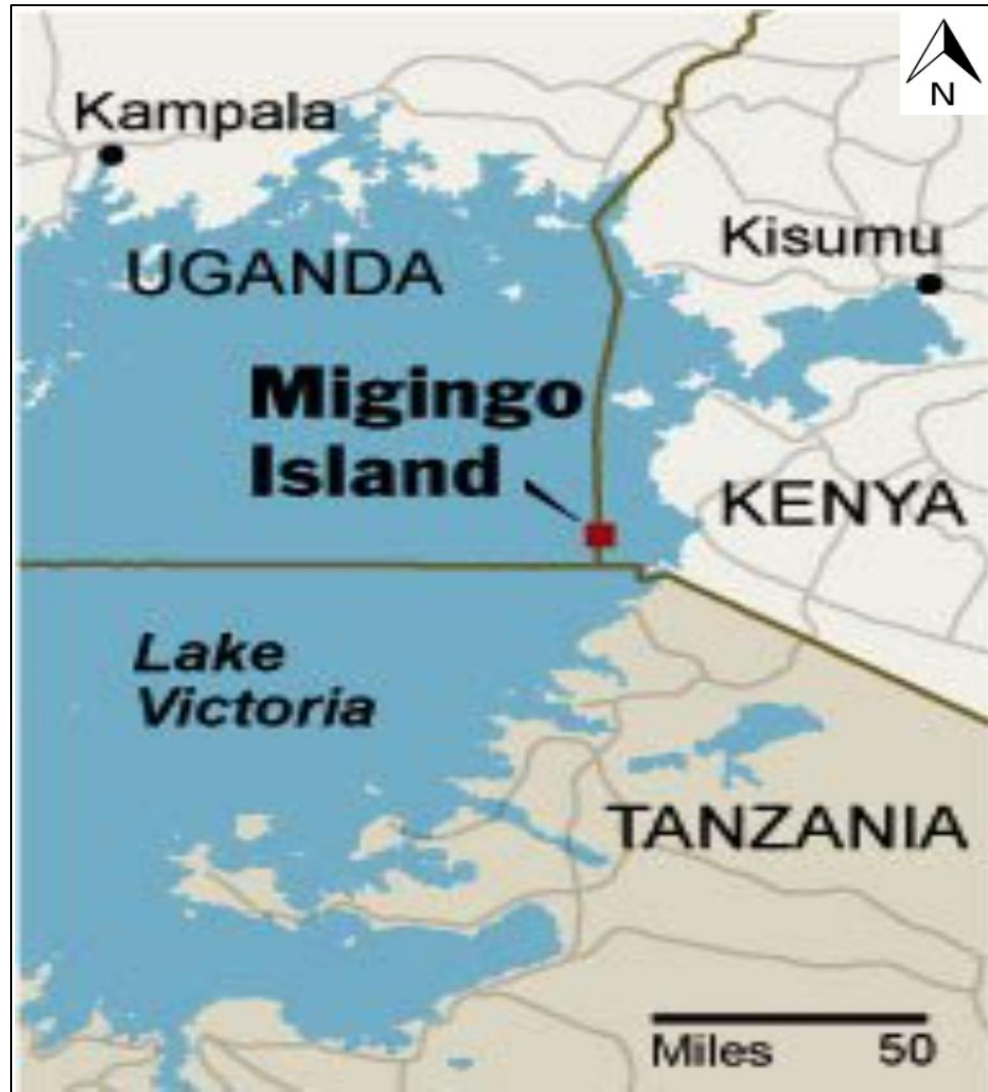 N
Kampala
UGANDA
Kisumu
Migingo
Island
KENYA
Lake
Victoria
TANZANIA
Miles 50